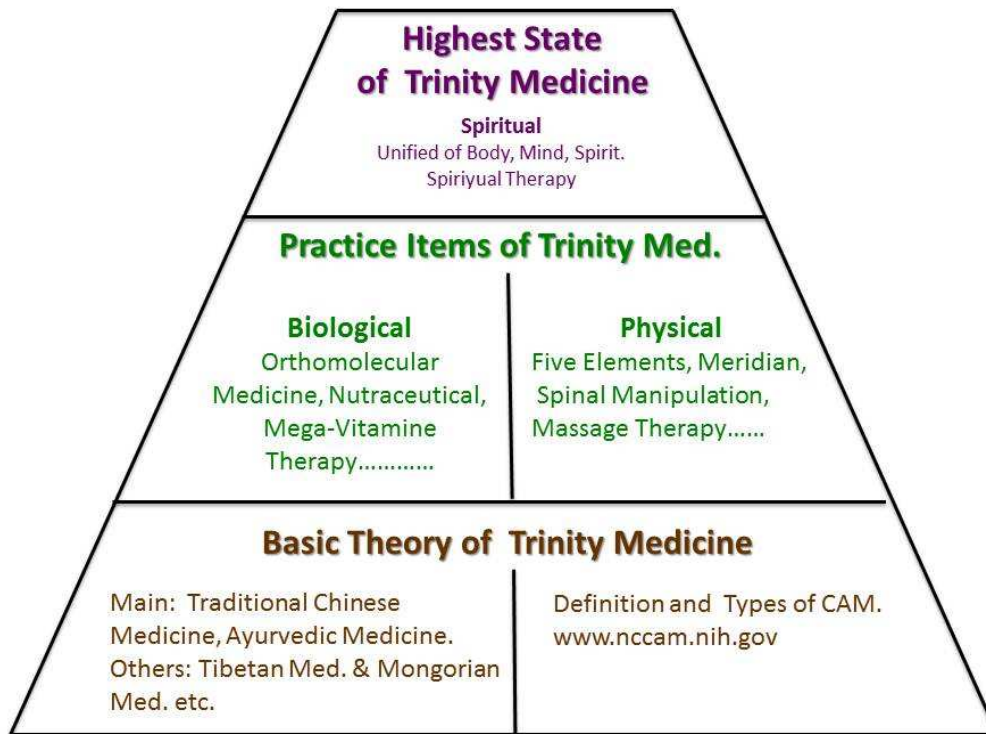 Highest State
of Trinity Medicine
Spiritual
Unified of Body, Mind, Spirit.
Spiriyual Therapy
Practice Items of Trinity Med.
Biological
Orthomolecular
Medicine, Nutraceutical,
Mega-Vitamine
Therapy…………
Physical
Five Elements, Meridian,
Spinal Manipulation,
Massage Therapy……
Basic Theory of Trinity Medicine
Main: Traditional Chinese
Medicine, Ayurvedic Medicine.
Others: Tibetan Med. & Mongorian
Med. etc.
Definition and Types of CAM.
www.nccam.nih.gov